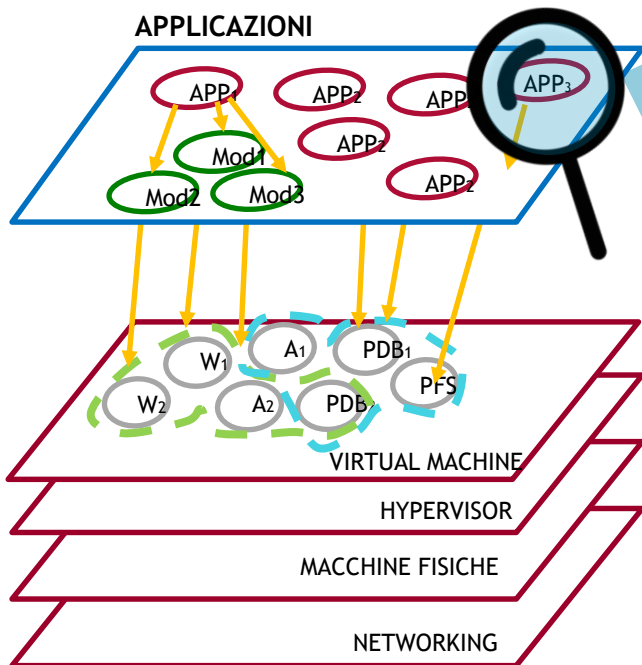 APPLICAZIONI
APP₁
APP₂
APP
APP₃
APP₂
Mod1
APP₂
Mod2
Mod3
A₁
PDB₁
W₁
PFS
W₂
A₂
PDB
VIRTUAL MACHINE
HYPERVISOR
MACCHINE FISICHE
NETWORKING